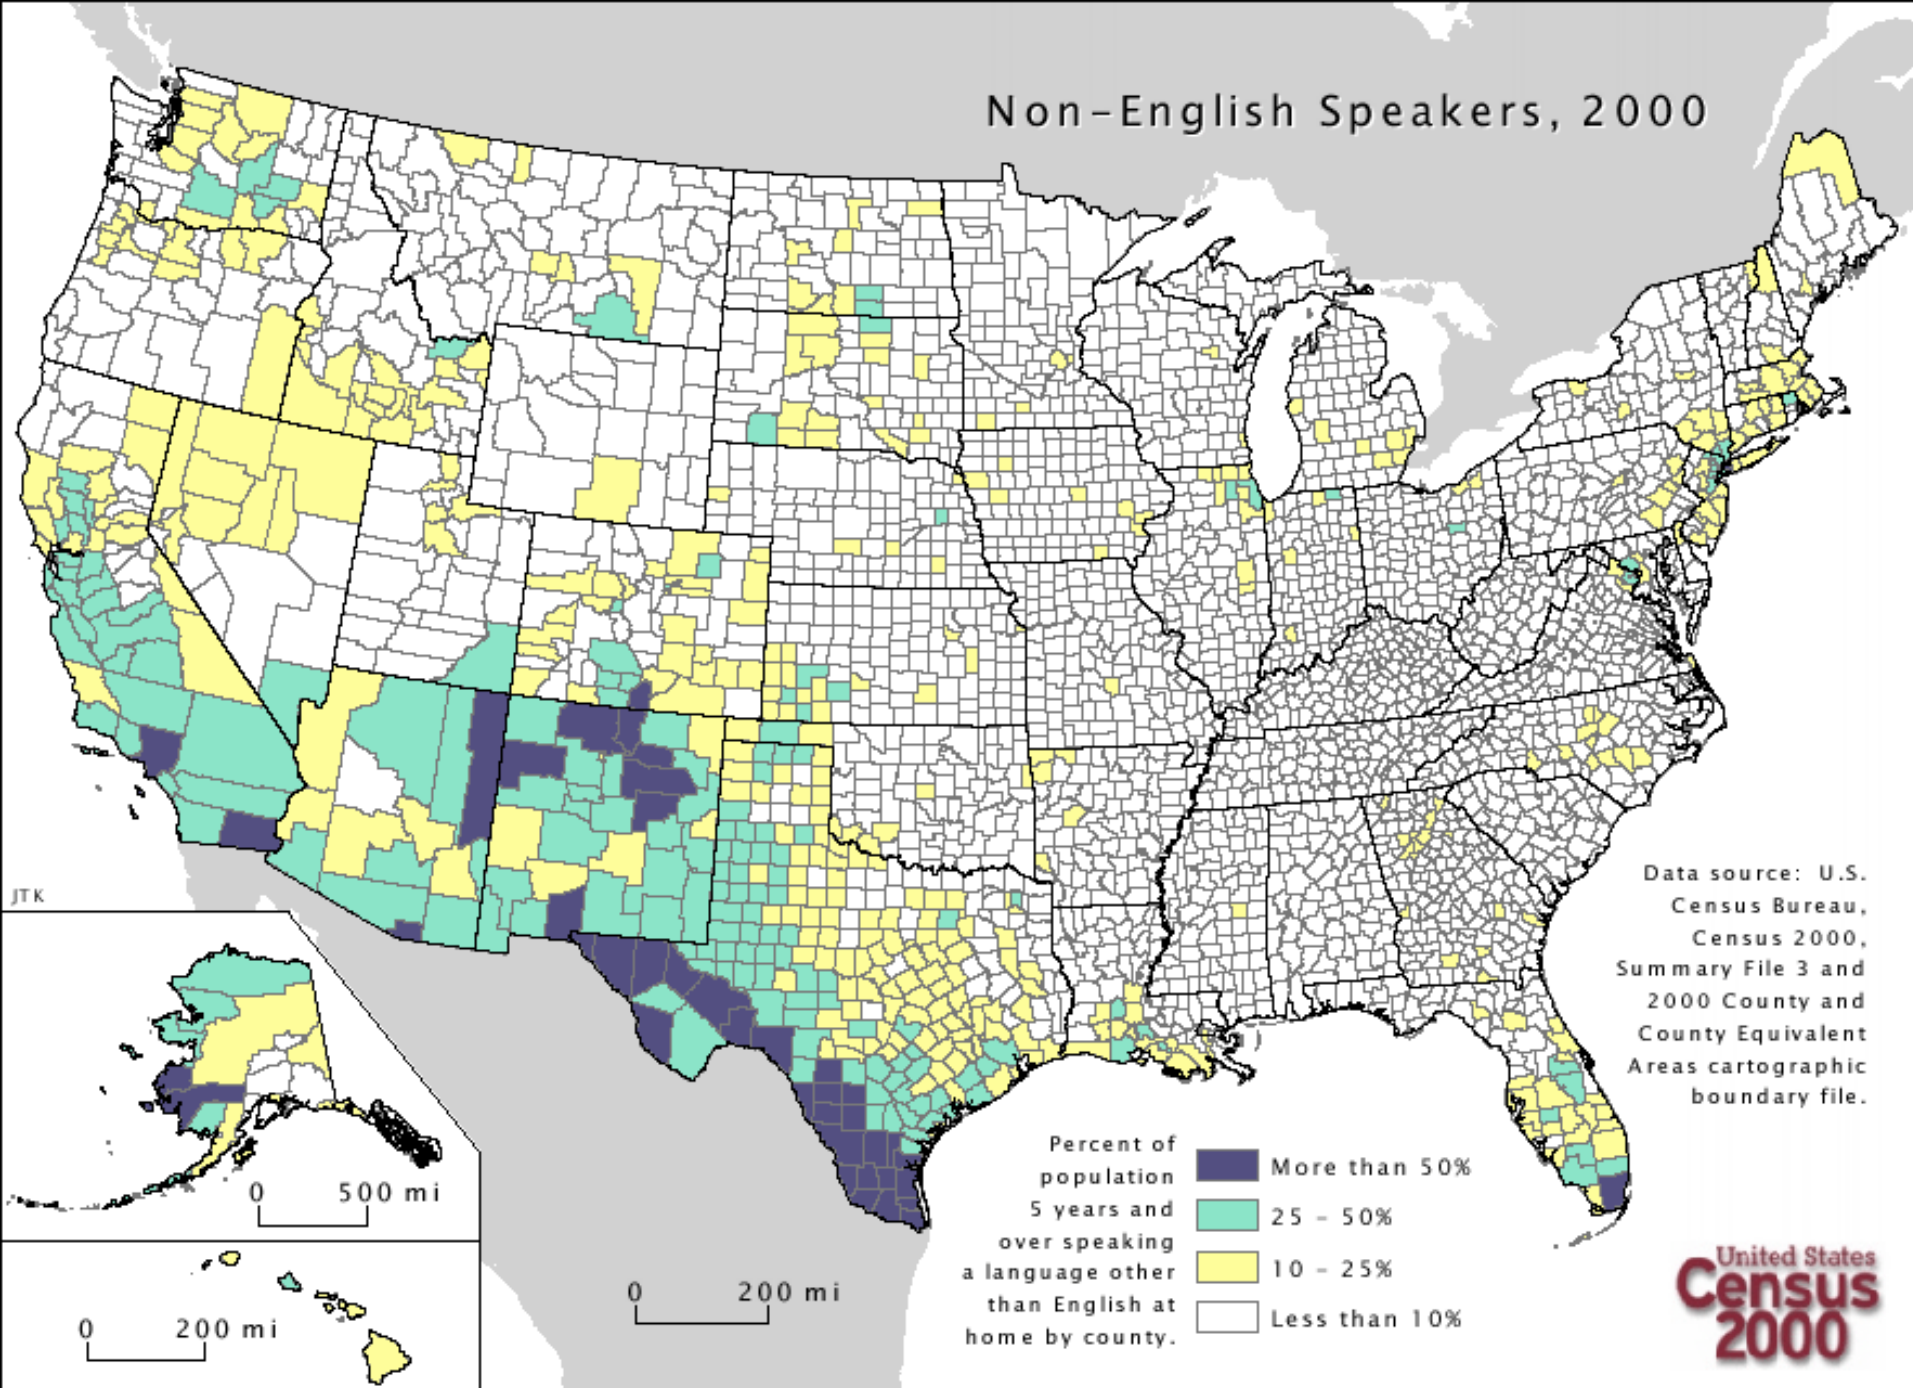 Non-English Speakers, 2000
JTK
Data source: U.S.
Census Bureau,
Census 2000,
Summary File 3 and
2000 County and
County Equivalent
Areas cartographic
boundary file.
0 500 mi
0 200 mi
0 200 mi
Percent of
population
5 years and
over speaking
a language other
than English at
home by county.
More than 50%
25 - 50%
10 - 25%
Less than 10%
United States
Census
2000